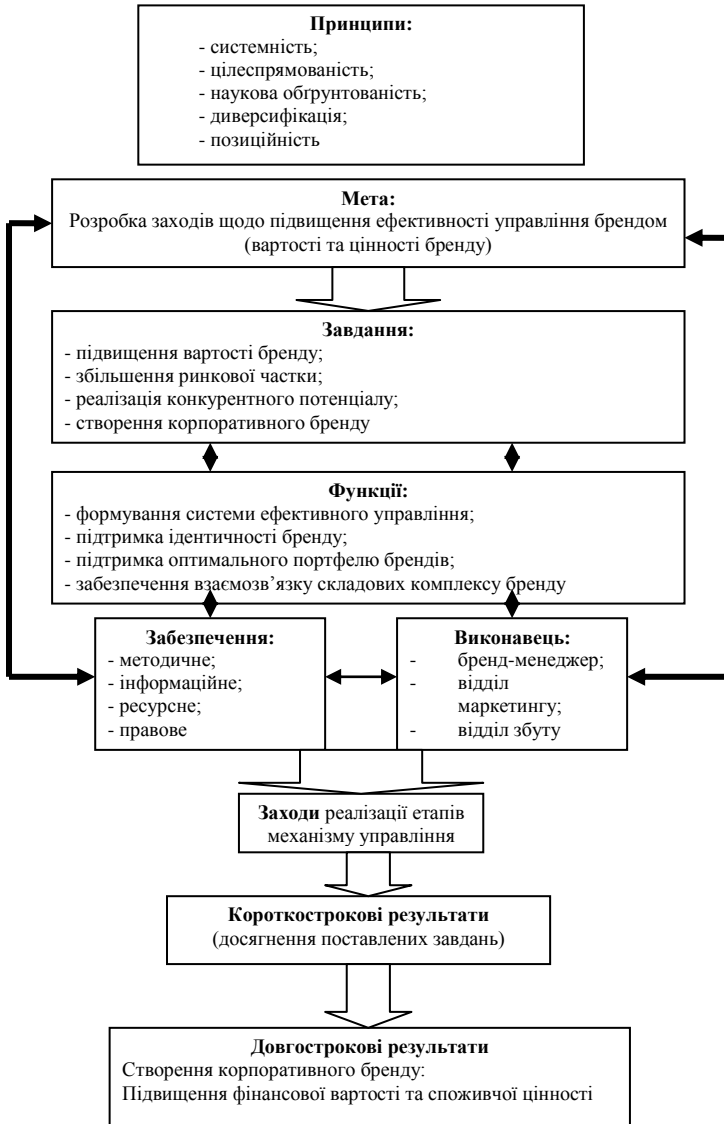 Принципи:
- системність;
- цілеспрямованість;
- наукова обґрунтованість;
- диверсифікація;
- позиційність
Мета:
Розробка заходів щодо підвищення ефективності управління брендом
(вартості та цінності бренду)
Завдання:
- підвищення вартості бренду;
- збільшення ринкової частки;
- реалізація конкурентного потенціалу;
- створення корпоративного бренду
Функції:
- формування системи ефективного управління;
- підтримка ідентичності бренду;
- підтримка оптимального портфелю брендів;
- забезпечення взаємозв’язку складових комплексу бренду
Забезпечення:
- методичне;
- інформаційне;
- ресурсне;
- правове
Виконавець:
- бренд-менеджер;
- відділ
маркетингу;
- відділ збуту
Заходи реалізації етапів
механізму управління
Короткострокові результати
(досягнення поставлених завдань)
Довгострокові результати
Створення корпоративного бренду:
Підвищення фінансової вартості та споживчої цінності